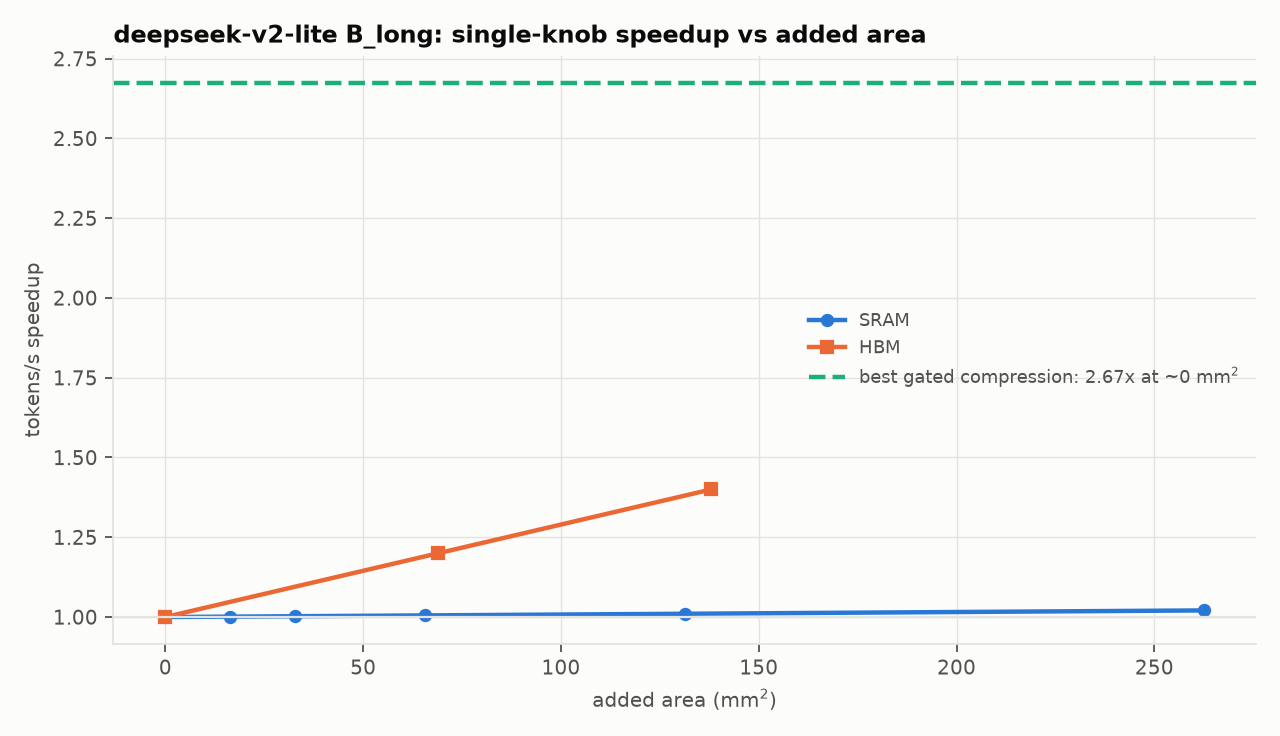 deepseek-v2-lite B_long: single-knob speedup vs added area
2.75
2.50
2.25
2.00
1.75
1.50
1.25
1.00
tokens/s speedup
SRAM
HBM
best gated compression: 2.67x at ~0 mm²
0 50 100 150 200 250
added area (mm²)